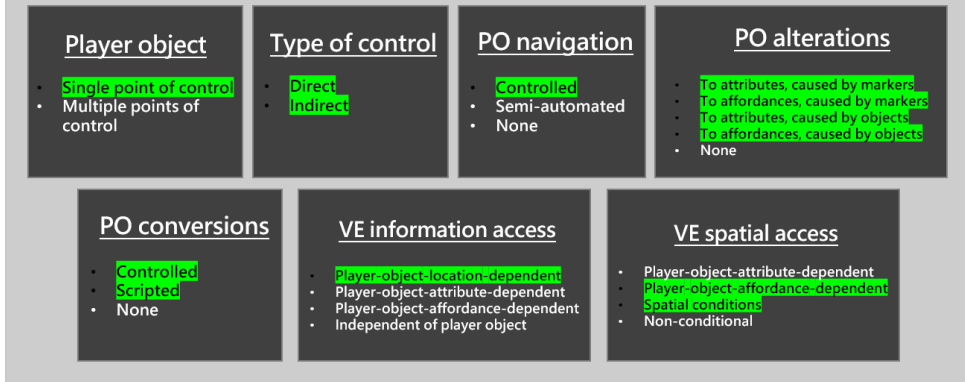 Player object
• Single point of control
• Multiple points of
control
Type of control
• Direct
• Indirect
PO navigation
• Controlled
• Semi-automated
• None
PO alterations
• To attributes, caused by markers
• To affordances, caused by markers
• To attributes, caused by objects
• To affordances, caused by objects
• None
PO conversions
• Controlled
• Scripted
• None
VE information access
• Player-object-location-dependent
• Player-object-attribute-dependent
• Player-object-affordance-dependent
• Independent of player object
VE spatial access
• Player-object-attribute-dependent
• Player-object-affordance-dependent
• Spatial conditions
• Non-conditional